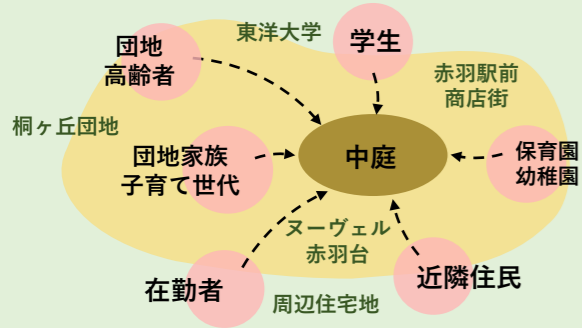 東洋大学
学生
団地
高齢者
赤羽駅前
商店街
桐ヶ丘団地
団地家族
子育て世代
中庭
保育園
幼稚園
ヌーヴェル
赤羽台
在勤者
近隣住民
周辺住宅地